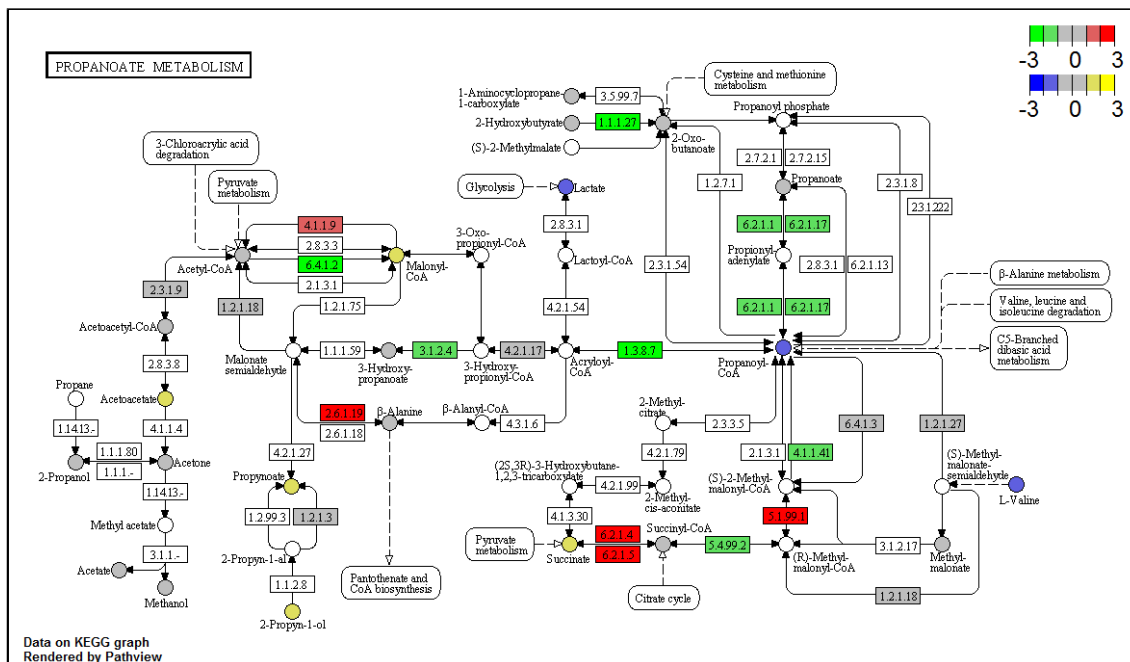 PROPANOATE METABOLISM
-3 0 3
-3 0 3
Cysteine and methionine
metabolism
1-Aminocyclopropane
1-carboxylate
3.5.99.7
Propanoyl phosphate
2-Hydroxybutyrate
1.1.1.27
2-Oxo-
butanoate
(S)-2-Methylmalate
3-Chloroacrylic acid
degradation
Pyruvate
metabolism
Glycolysis
Lactate
1.2.7.1
2.7.2.1
2.7.2.15
Propanoate
2.3.1.8
2.3.1.222
4.1.1.9
2.8.3.3
6.4.1.2
2.1.3.1
Acetyl-CoA
Malonyl-
CoA
3-Oxo-
propionyl-CoA
2.8.3.1
Lactoyl-CoA
6.2.1.1
6.2.1.17
Propionyl-
adenylate
2.3.1.54
2.8.3.1
6.2.1.13
β-Alanine metabolism
2.3.1.9
1.2.1.18
1.2.1.75
4.2.1.54
6.2.1.1
6.2.1.17
Valine, leucine and
isoleucine degradation
Acetoacetyl-CoA
C5-Branched
dibasic acid
metabolism
2.8.3.8
Malonate
semialdehyde
1.1.1.59
3-Hydroxy-
propanoate
3.1.2.4
3-Hydroxy-
propionyl-CoA
4.2.1.17
Acryloyl-CoA
1.3.8.7
Propanoyl-
CoA
Propane
Acetoacetate
2.6.1.19
2.6.1.18
β-Alanine
β-Alanyl-CoA
4.3.1.6
2-Methyl-
citrate
2.3.3.5
6.4.1.3
1.2.1.27
1.14.13.-
4.1.1.4
1.1.1.80
1.1.1.-
2-Propanol
Acetone
4.2.1.27
4.2.1.79
2.1.3.1
4.1.1.41
(S)-Methyl-
malonate-
semialdehyde
(2S,3R)-3-Hydroxybutane-
1,2,3-tricarboxylate
4.2.1.99
2-Methyl-
cis-aconitate
(S)-2-Methyl-
malonyl-CoA
L-Valine
Propynoate
1.14.13.-
1.2.99.3
1.2.1.3
4.1.3.30
5.1.99.1
Methyl acetate
Pyruvate
metabolism
6.2.1.4
6.2.1.5
Succinate
Succinyl-CoA
5.4.99.2
(R)-Methyl-
malonyl-CoA
3.1.2.17
Methyl-
malonate
3.1.1.-
2-Propyn-1-al
Acetate
Methanol
1.1.2.8
Pantothenate and
CoA biosynthesis
Citrate cycle
1.2.1.18
2-Propyn-1-ol
Data on KEGG graph
Rendered by Pathview